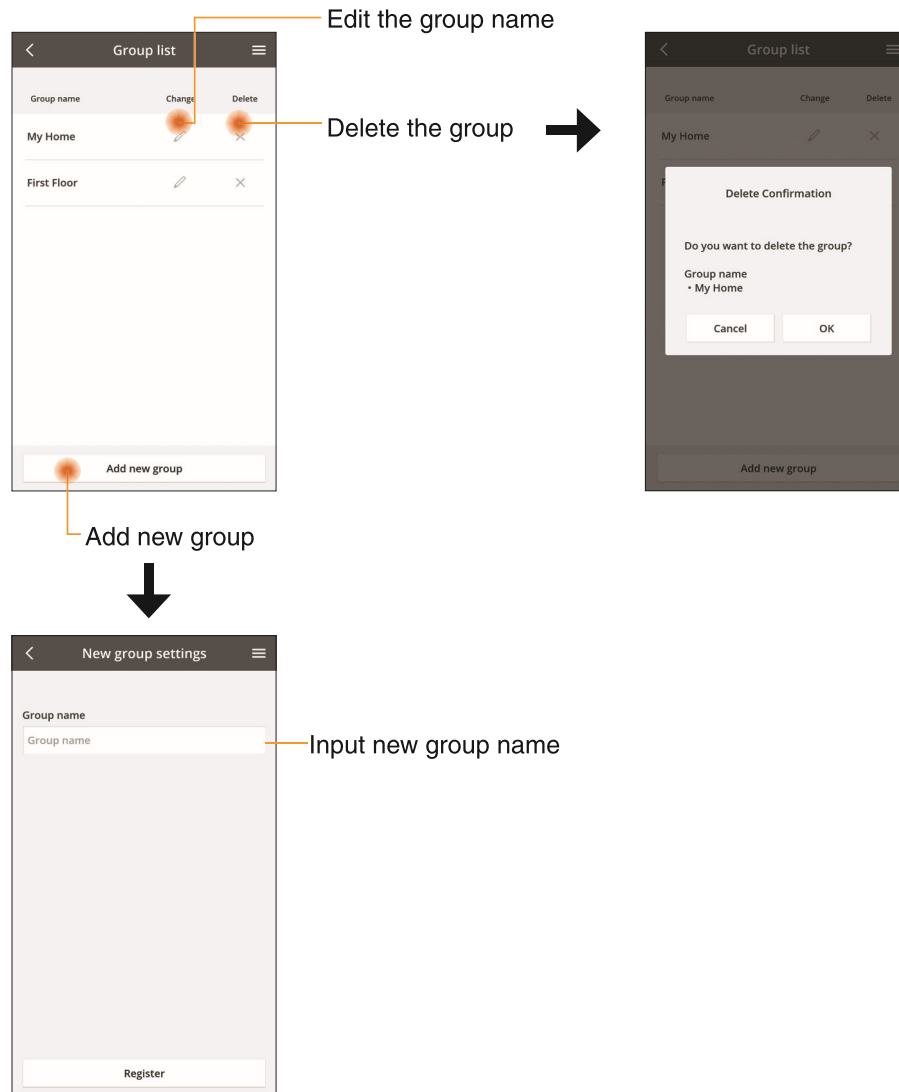 Edit the group name
Group list
Group name Change Delete
My Home
First Floor
Add new group
Delete the group
Group list
Group name Change Delete
My Home
F
Delete Confirmation
Do you want to delete the group?
Group name
• My Home
Cancel OK
Add new group
Add new group
New group settings
Group name
Group name
Input new group name
Register